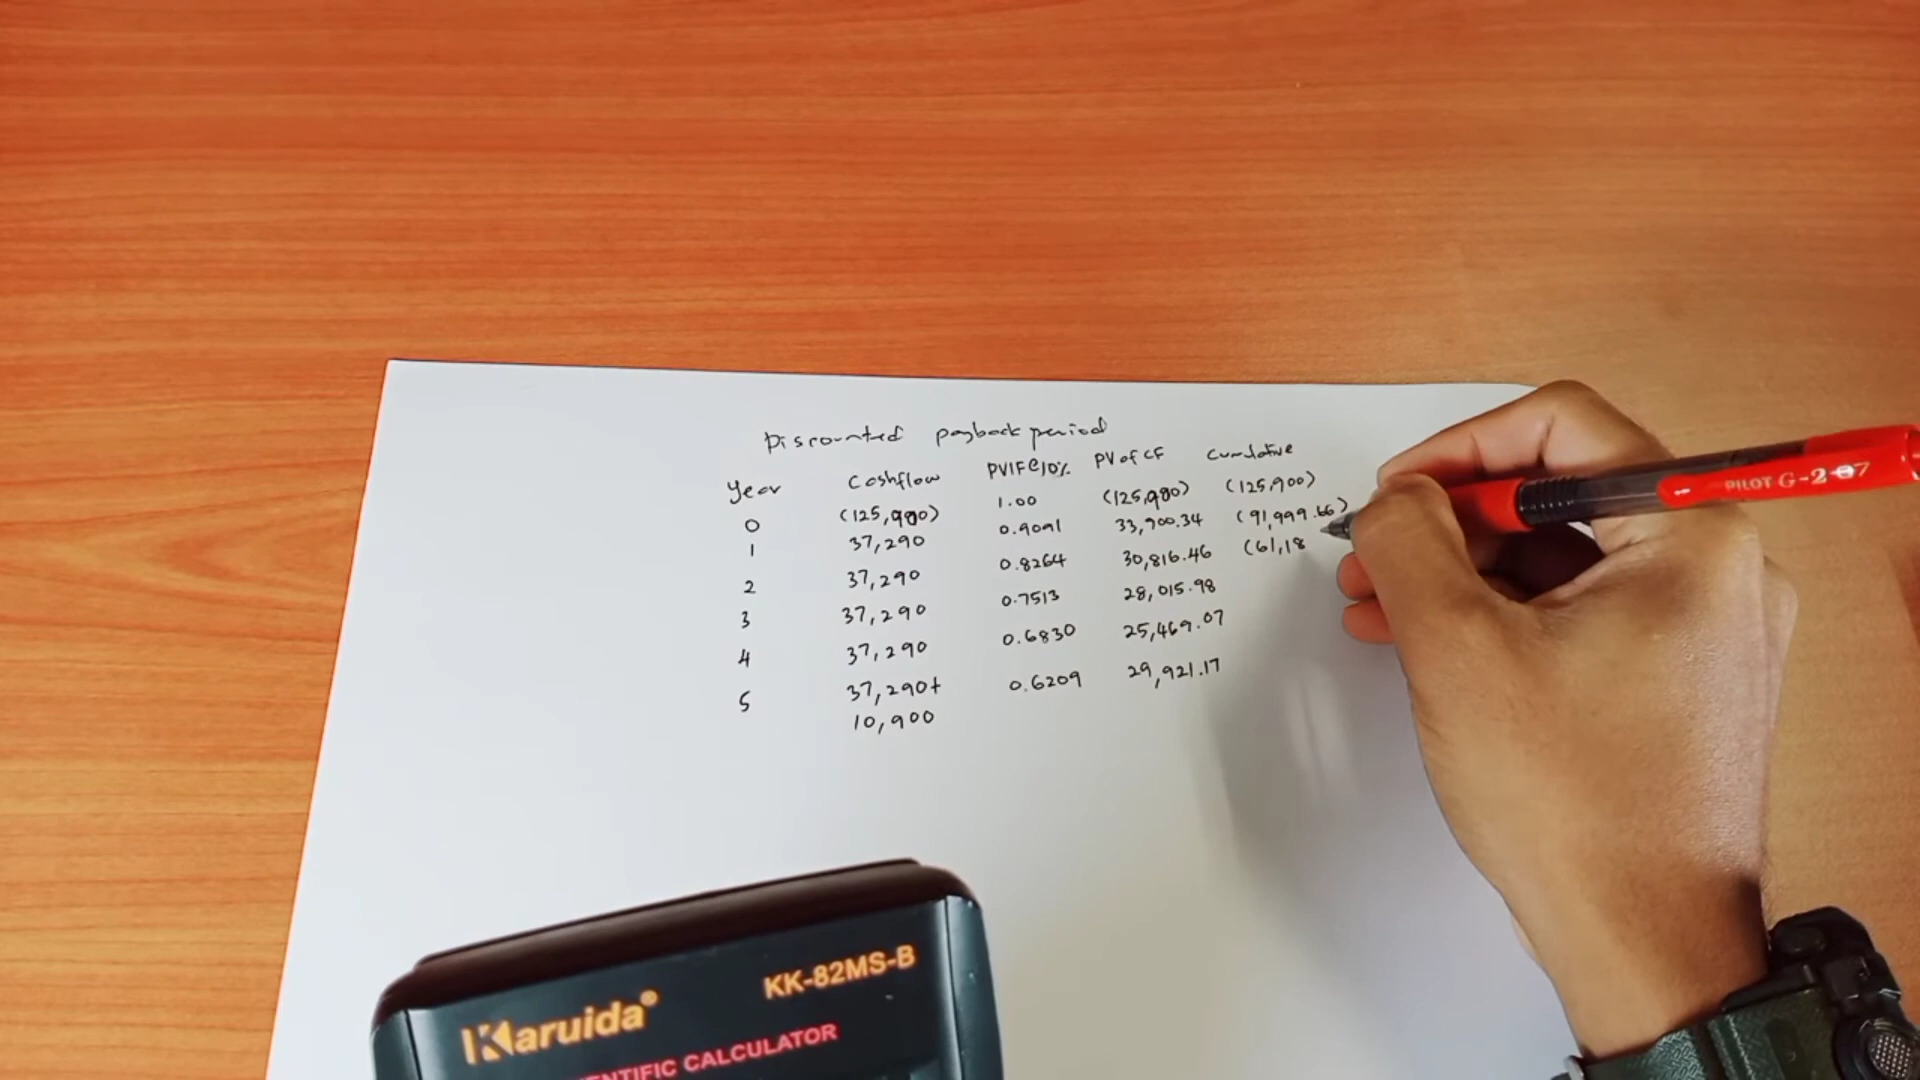 Discounted payback period
Year Cashflow PVIF@10% PV of CF Cumulative
0 (125,900) 1.00 (125,900) (125,900)
1 37,290 0.9091 33,900.34 (91,999.66)
2 37,290 0.8264 30,816.46 (61,18
3 37,290 0.7513 28,015.98
4 37,290 0.6830 25,469.07
5 37,290+ 0.6209 29,921.17
10,900
PILOT G-2 07
Karuida®
KK-82MS-B
ENTIFIC CALCULATOR